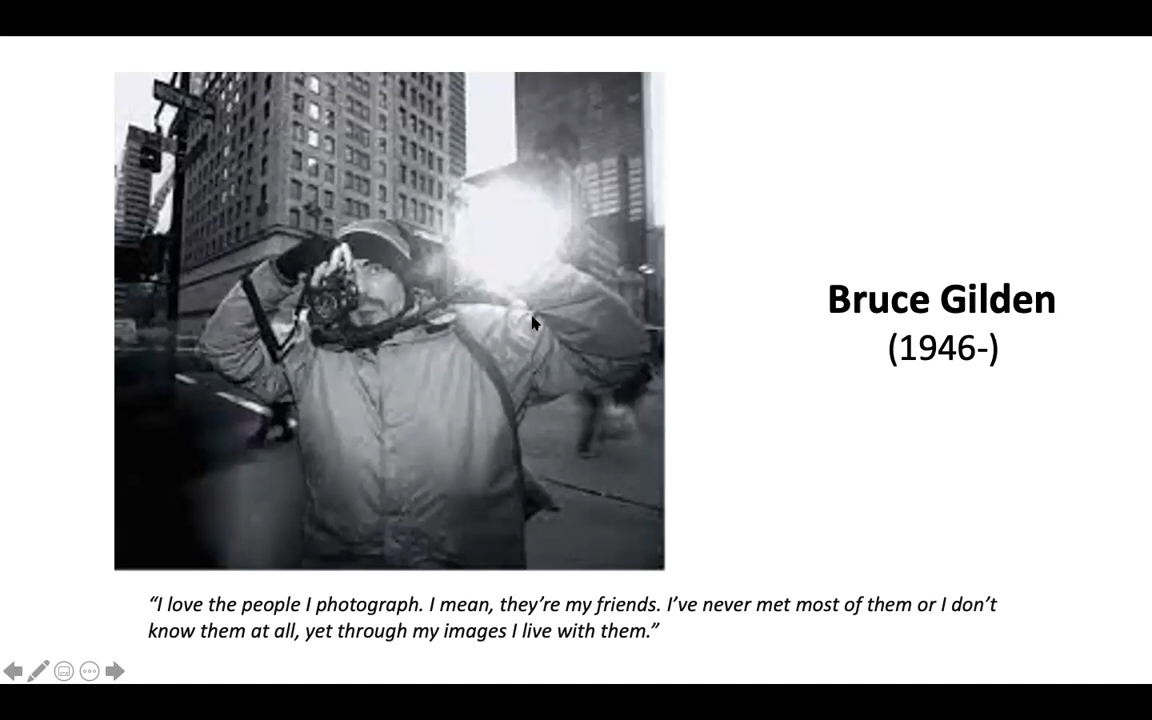 Bruce Gilden
(1946-)
“I love the people I photograph. I mean, they’re my friends. I’ve never met most of them or I don’t
know them at all, yet through my images I live with them.”